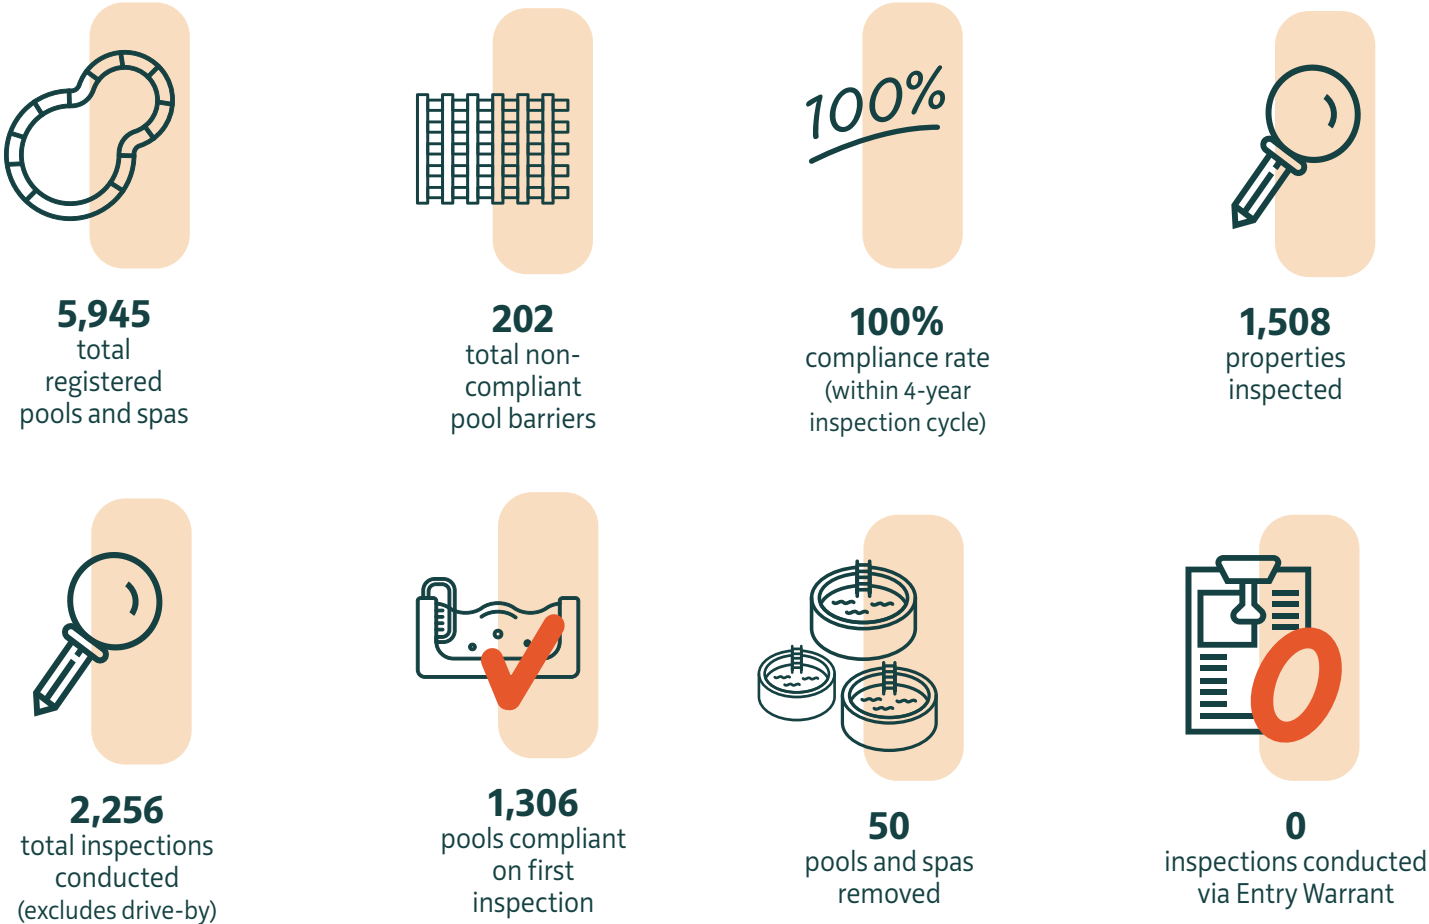 5,945
total
registered
pools and spas
202
total non-
compliant
pool barriers
100%
100%
compliance rate
(within 4-year
inspection cycle)
1,508
properties
inspected
2,256
total inspections
conducted
(excludes drive-by)
1,306
pools compliant
on first
inspection
50
pools and spas
removed
0
inspections conducted
via Entry Warrant